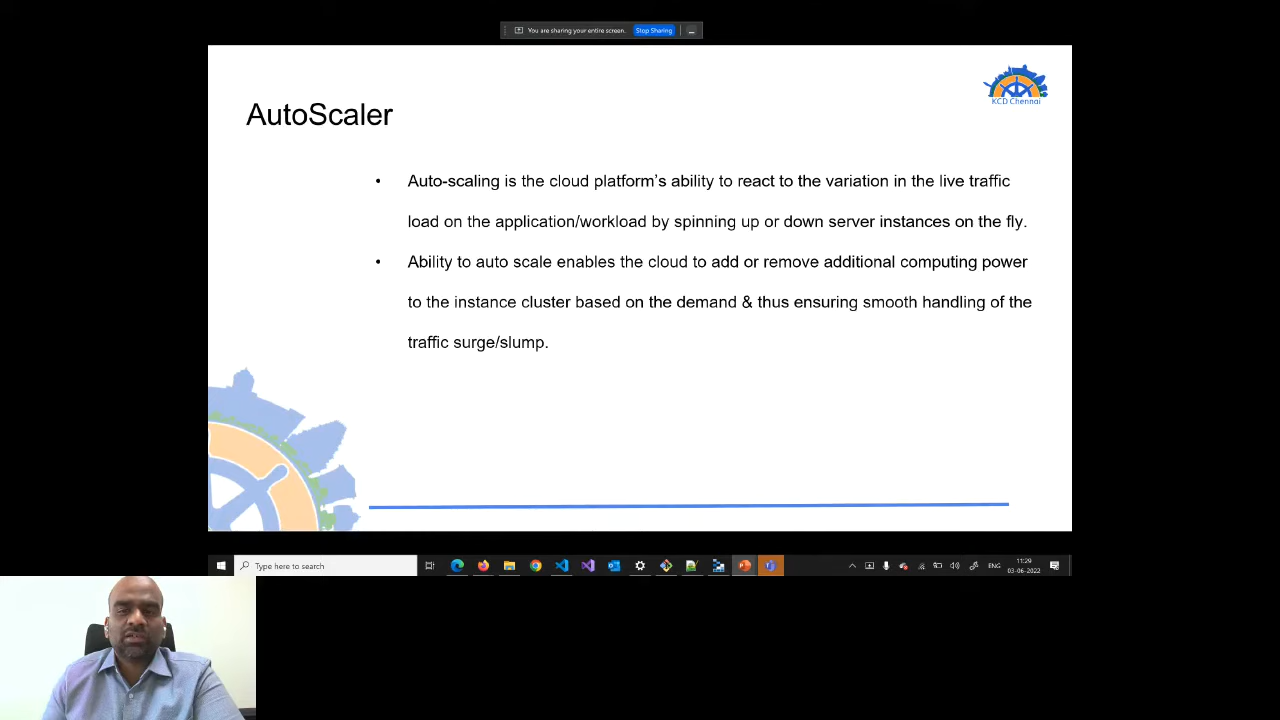 You are sharing your entire screen.
Stop Sharing
KCD Chennai
AutoScaler
• Auto-scaling is the cloud platform's ability to react to the variation in the live traffic
load on the application/workload by spinning up or down server instances on the fly.
• Ability to auto scale enables the cloud to add or remove additional computing power
to the instance cluster based on the demand & thus ensuring smooth handling of the
traffic surge/slump.
Type here to search
ENG
11:29
03-06-2022